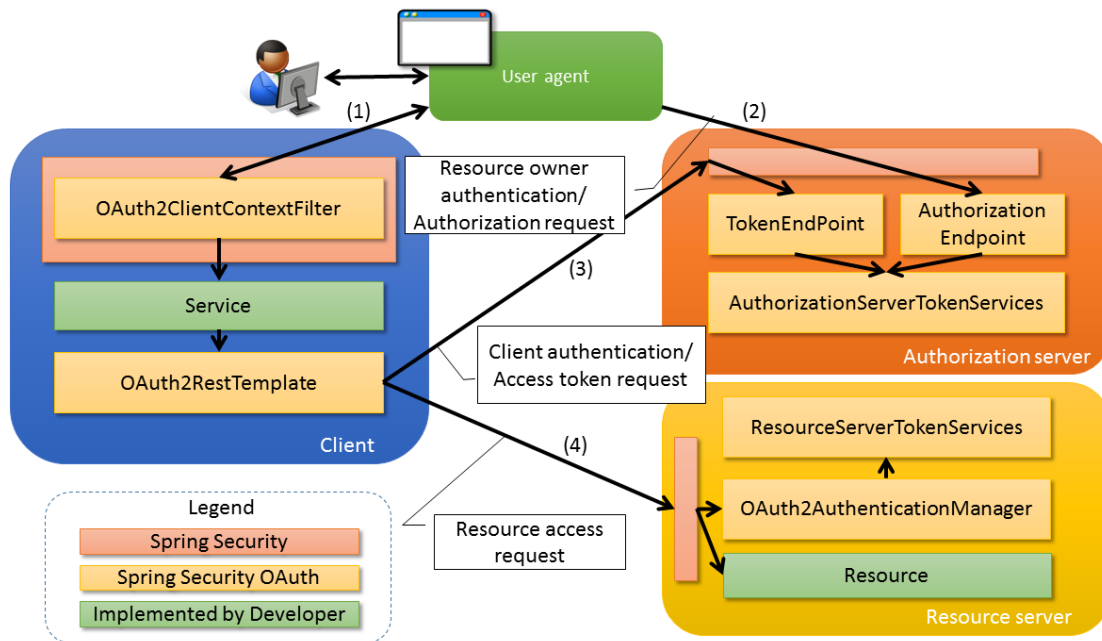 User agent
(1)
(2)
Resource owner
authentication/
Authorization request
OAuth2ClientContextFilter
TokenEndPoint
Authorization
Endpoint
(3)
Service
AuthorizationServerTokenServices
Client authentication/
Access token request
Authorization server
OAuth2RestTemplate
Client
ResourceServerTokenServices
(4)
OAuth2AuthenticationManager
Resource access
request
Resource
Resource server
Legend
Spring Security
Spring Security OAuth
Implemented by Developer